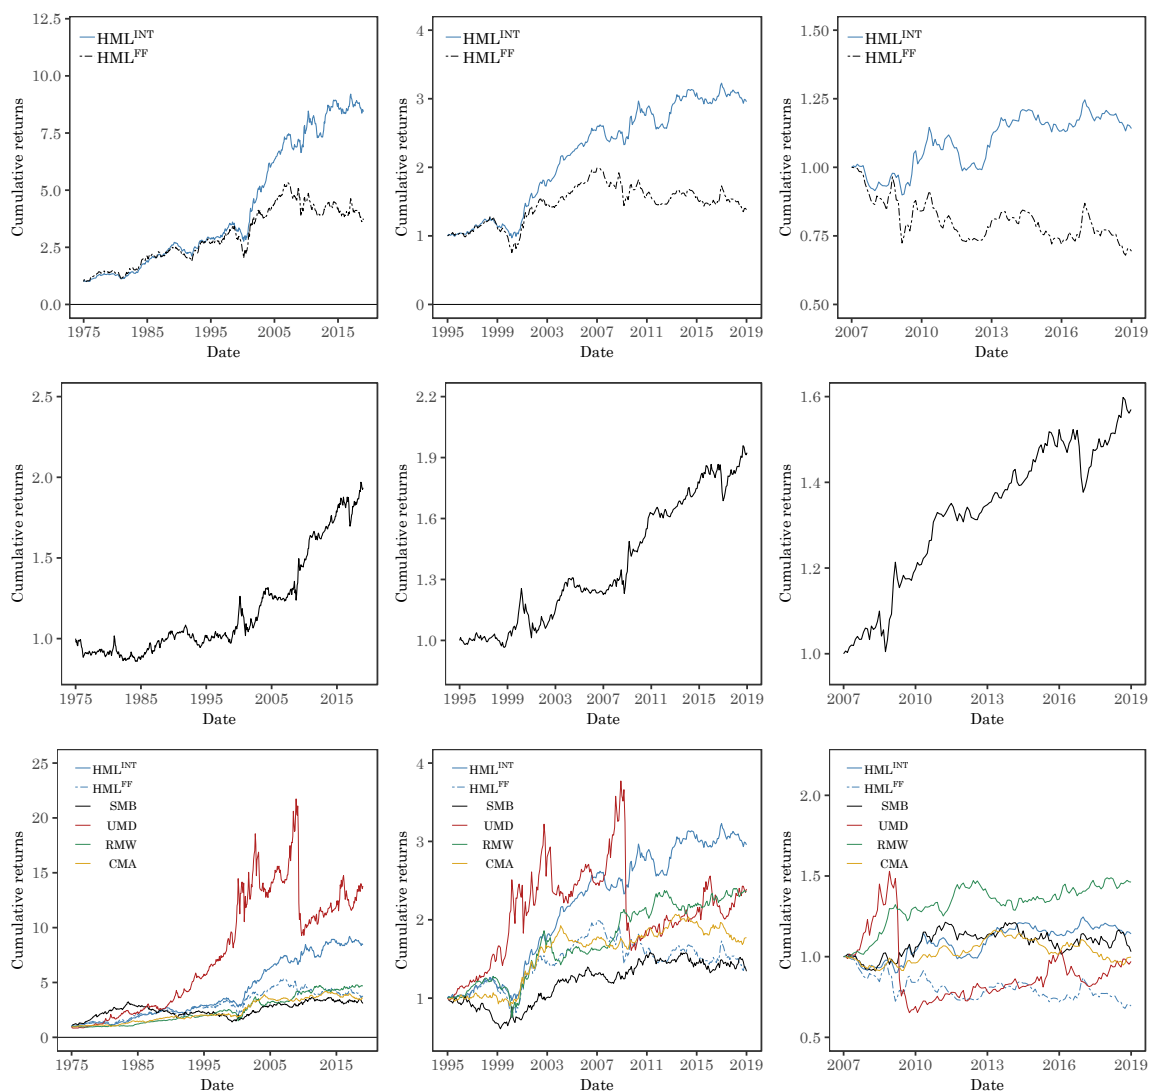 12.5
10.0
7.5
5.0
2.5
0.0
Cumulative returns
HML^INT
HML^FF
1975 1985 1995 2005 2015
Date
4
3
2
1
0
Cumulative returns
HML^INT
HML^FF
1995 1999 2003 2007 2011 2015 2019
Date
1.50
1.25
1.00
0.75
0.50
Cumulative returns
HML^INT
HML^FF
2007 2010 2013 2016 2019
Date
2.5
2.0
1.5
1.0
Cumulative returns
1975 1985 1995 2005 2015
Date
2.2
1.9
1.6
1.3
1.0
Cumulative returns
1995 1999 2003 2007 2011 2015 2019
Date
1.6
1.4
1.2
1.0
Cumulative returns
2007 2010 2013 2016 2019
Date
25
20
15
10
5
0
Cumulative returns
HML^INT
HML^FF
SMB
UMD
RMW
CMA
1975 1985 1995 2005 2015
Date
4
3
2
1
Cumulative returns
HML^INT
HML^FF
SMB
UMD
RMW
CMA
1995 1999 2003 2007 2011 2015 2019
Date
2.0
1.5
1.0
0.5
Cumulative returns
HML^INT
HML^FF
SMB
UMD
RMW
CMA
2007 2010 2013 2016 2019
Date